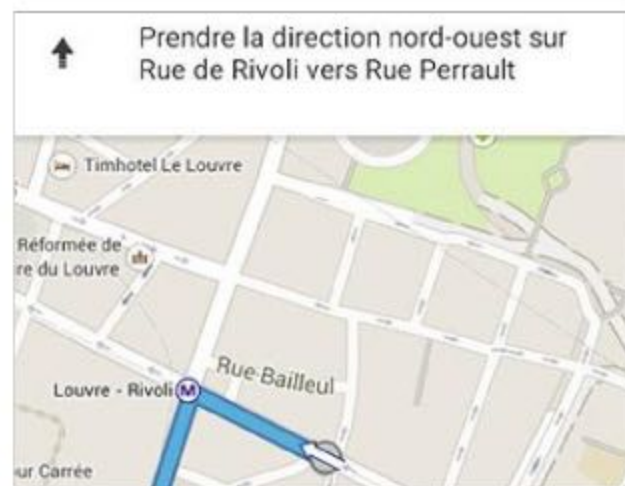 Prendre la direction nord-ouest sur
Rue de Rivoli vers Rue Perrault
Timhotel Le Louvre
Réformée de
re du Louvre
Rue Bailleul
Louvre - Rivoli M
ur Carrée